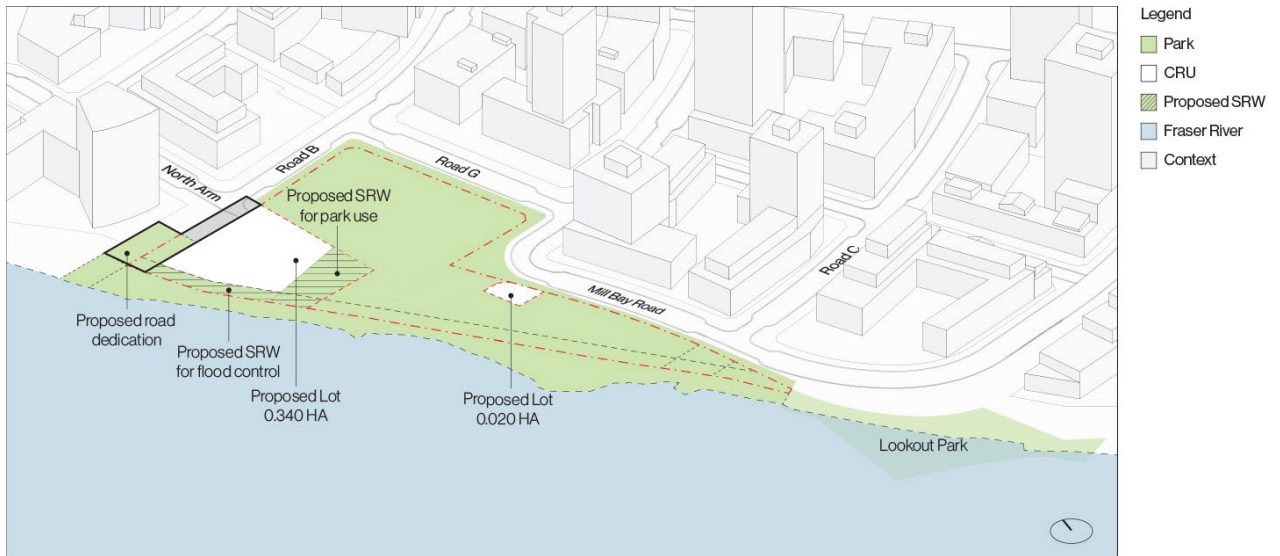 Legend
Park
CRU
Proposed SRW
Fraser River
Context
North Arm
Road B
Road G
Proposed SRW
for park use
Road C
Mill Bay Road
Proposed road
dedication
Proposed SRW
for flood control
Proposed Lot
0.340 HA
Proposed Lot
0.020 HA
Lookout Park